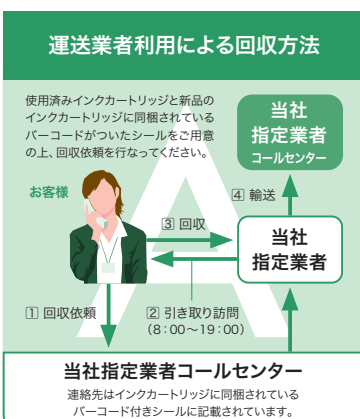 運送業者利用による回収方法
使用済みインクカートリッジと新品の
インクカートリッジに同梱されている
バーコードがついたシールをご用意
の上、回収依頼を行なってください。
当社
指定業者
コールセンター
お客様
④ 輸送
③ 回収
当社
指定業者
① 回収依頼
② 引き取り訪問
(8:00〜19:00)
当社指定業者コールセンター
連絡先はインクカートリッジに同梱されている
バーコード付きシールに記載されています。
A